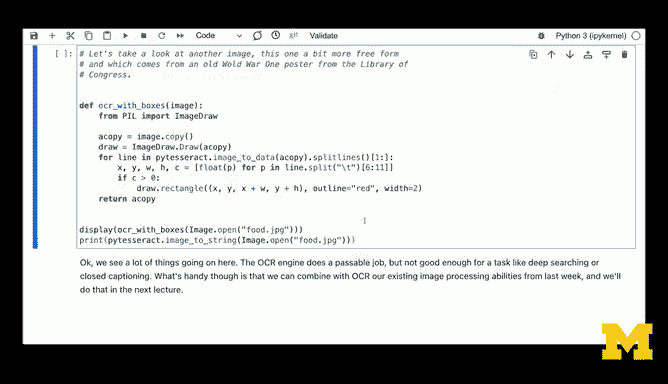 Code
git
Validate
Python 3 (ipykernel)
[ ]:
# Let's take a look at another image, this one a bit more free form
# and which comes from an old Wold War One poster from the Library of
# Congress.
def ocr_with_boxes(image):
from PIL import ImageDraw
acopy = image.copy()
draw = ImageDraw.Draw(acopy)
for line in pytesseract.image_to_data(acopy).splitlines()[1:]:
x, y, w, h, c = [float(p) for p in line.split("\t")[6:11]]
if c > 0:
draw.rectangle((x, y, x + w, y + h), outline="red", width=2)
return acopy
display(ocr_with_boxes(Image.open("food.jpg")))
print(pytesseract.image_to_string(Image.open("food.jpg")))
Ok, we see a lot of things going on here. The OCR engine does a passable job, but not good enough for a task like deep searching or
closed captioning. What's handy though is that we can combine with OCR our existing image processing abilities from last week, and we'll
do that in the next lecture.
M